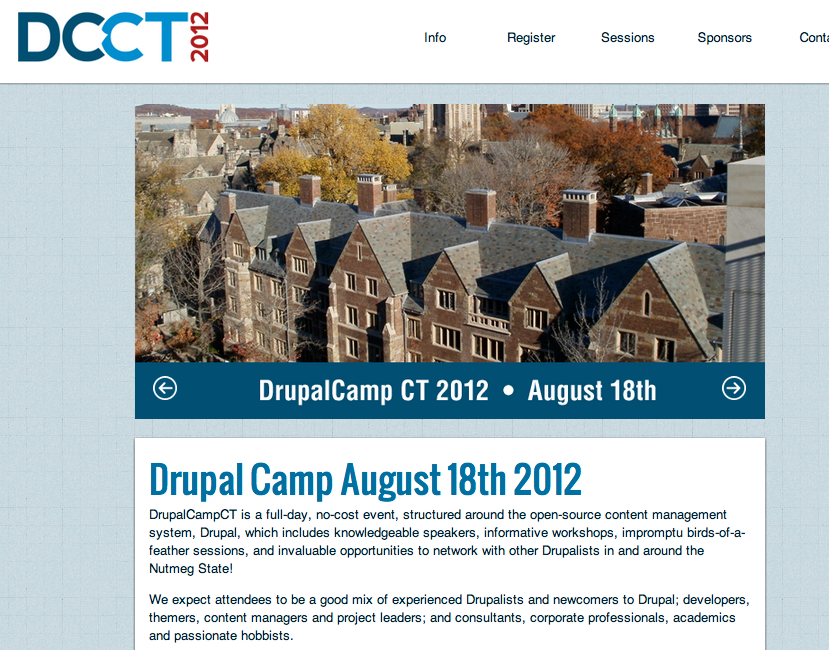 DCCT 2012
Info Register Sessions Sponsors Conta
DrupalCamp CT 2012 • August 18th
Drupal Camp August 18th 2012
DrupalCampCT is a full-day, no-cost event, structured around the open-source content management
system, Drupal, which includes knowledgeable speakers, informative workshops, impromptu birds-of-a-
feather sessions, and invaluable opportunities to network with other Drupalists in and around the
Nutmeg State!
We expect attendees to be a good mix of experienced Drupalists and newcomers to Drupal; developers,
themers, content managers and project leaders; and consultants, corporate professionals, academics
and passionate hobbists.